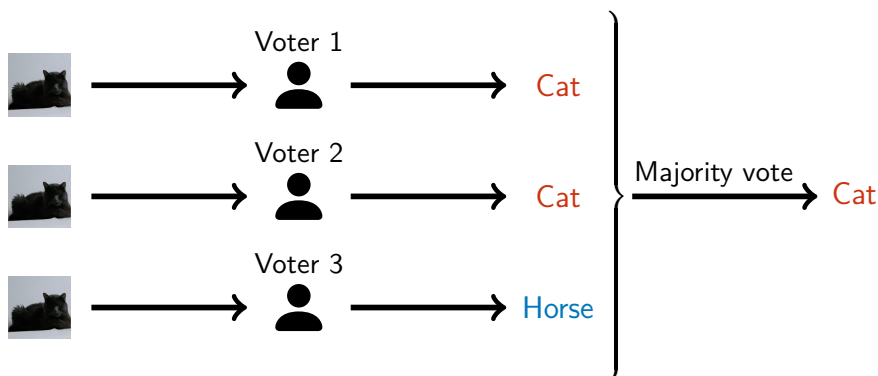 Voter 1
Cat
Voter 2
Cat
Majority vote
Cat
Voter 3
Horse